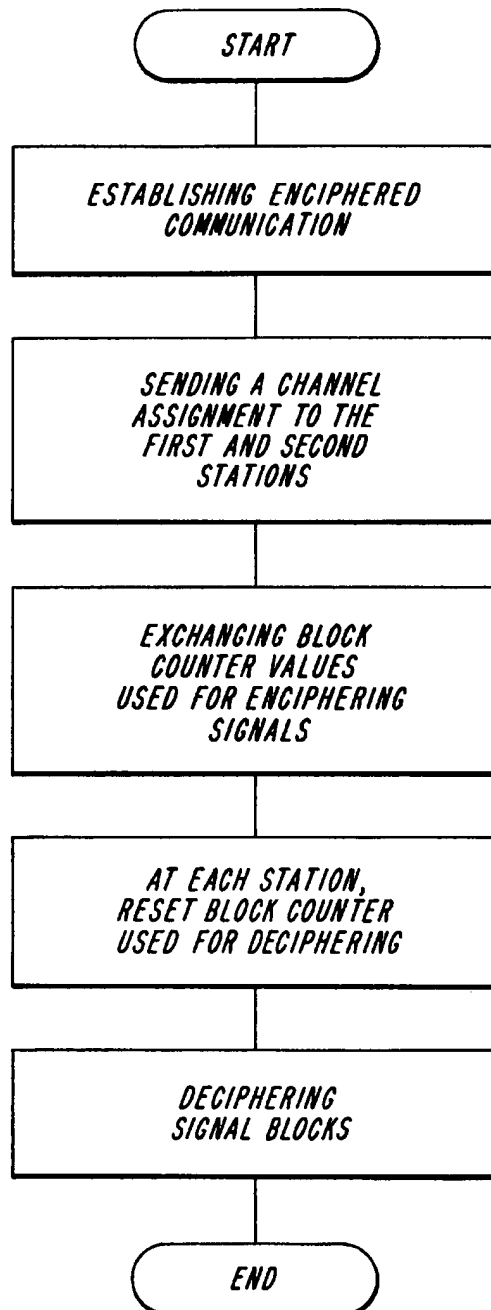 START
ESTABLISHING ENCIPHERED
COMMUNICATION
SENDING A CHANNEL
ASSIGNMENT TO THE
FIRST AND SECOND
STATIONS
EXCHANGING BLOCK
COUNTER VALUES
USED FOR ENCIPHERING
SIGNALS
AT EACH STATION,
RESET BLOCK COUNTER
USED FOR DECIPHERING
DECIPHERING
SIGNAL BLOCKS
END